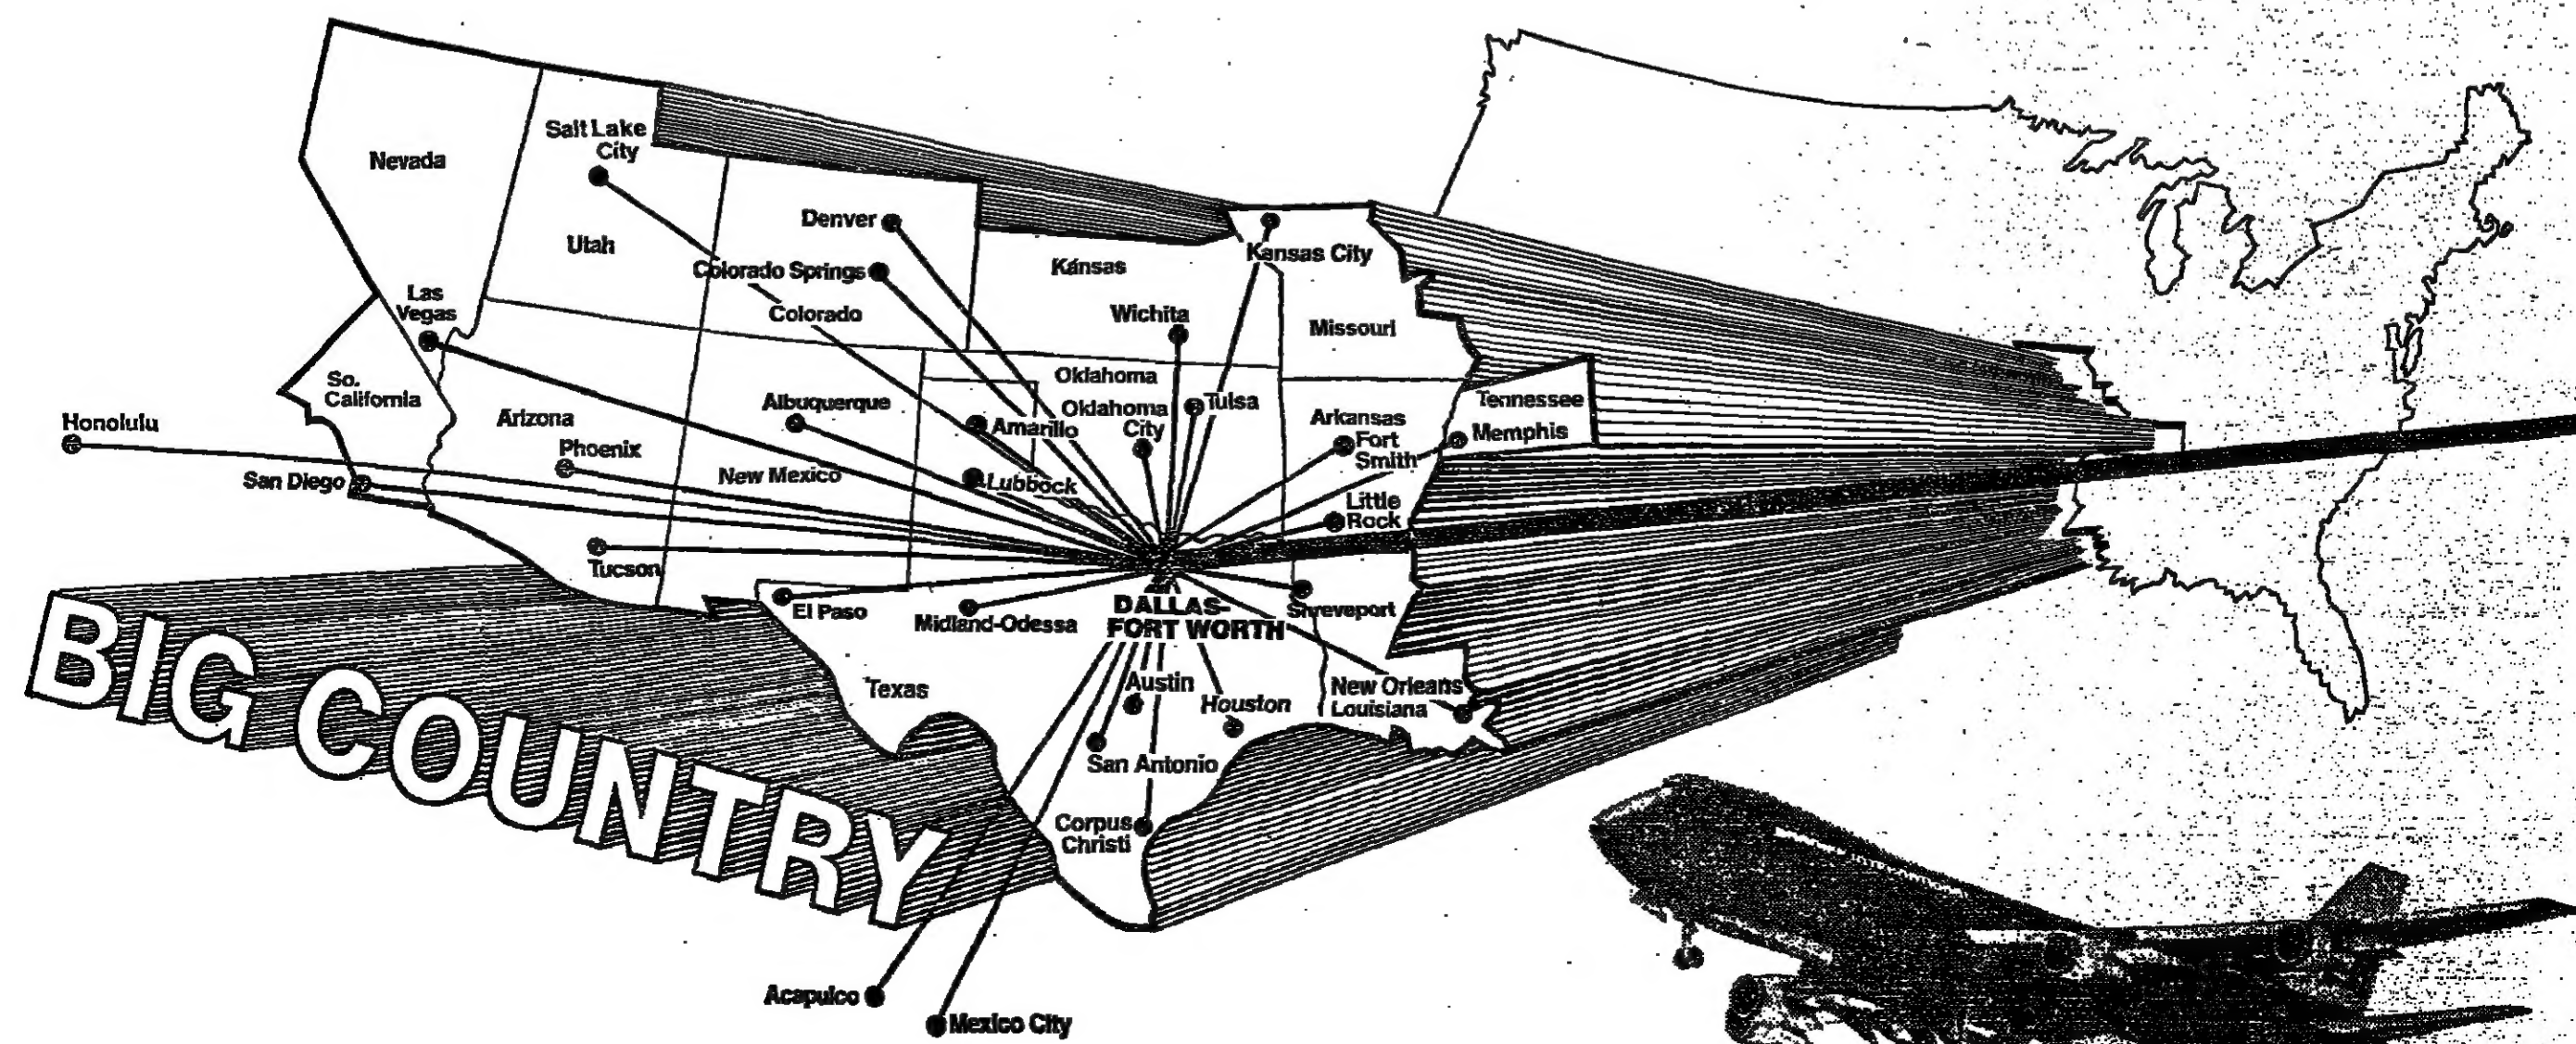 Nevada
Salt Lake
City
Utah
Denver
Colorado Springs
Colorado
Kansas
Kansas City
Wichita
Missouri
Las
Vegas
So.
California
Honolulu
San Diego
Arizona
Phoenix
Tucson
Albuquerque
New Mexico
Amarillo
Lubbock
Oklahoma
Oklahoma
City
Tulsa
Arkansas
Fort
Smith
Little
Rock
Tennessee
Memphis
El Paso
Midland-Odessa
DALLAS-
FORT WORTH
Shreveport
Texas
Austin
Houston
New Orleans
Louisiana
San Antonio
Corpus
Christi
BIG COUNTRY
Acapulco
Mexico City